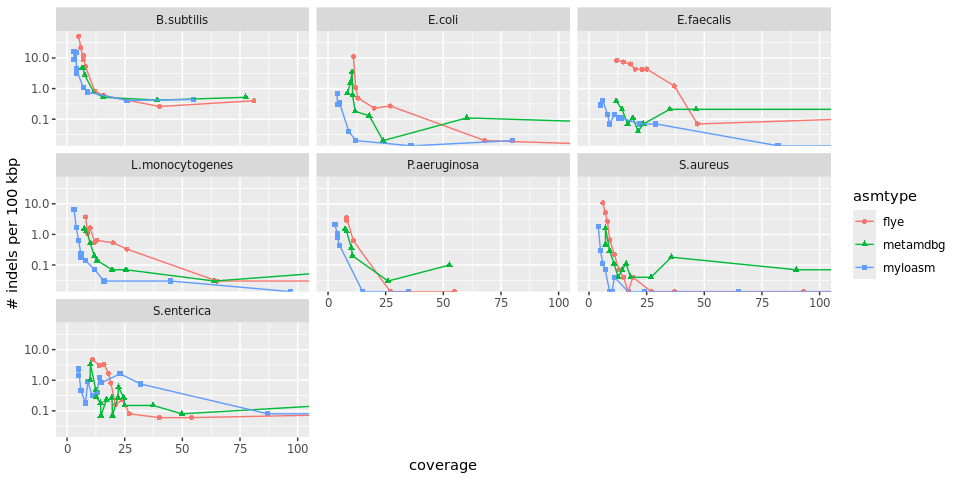 B.subtilis E.coli E.faecalis
10.0
1.0
0.1
L.monocytogenes P.aeruginosa S.aureus
10.0
1.0
0.1
0 25 50 75 100 0 25 50 75 100
S.enterica
10.0
1.0
0.1
0 25 50 75 100
coverage
# indels per 100 kbp
asmtype
flye
metamdbg
myloasm